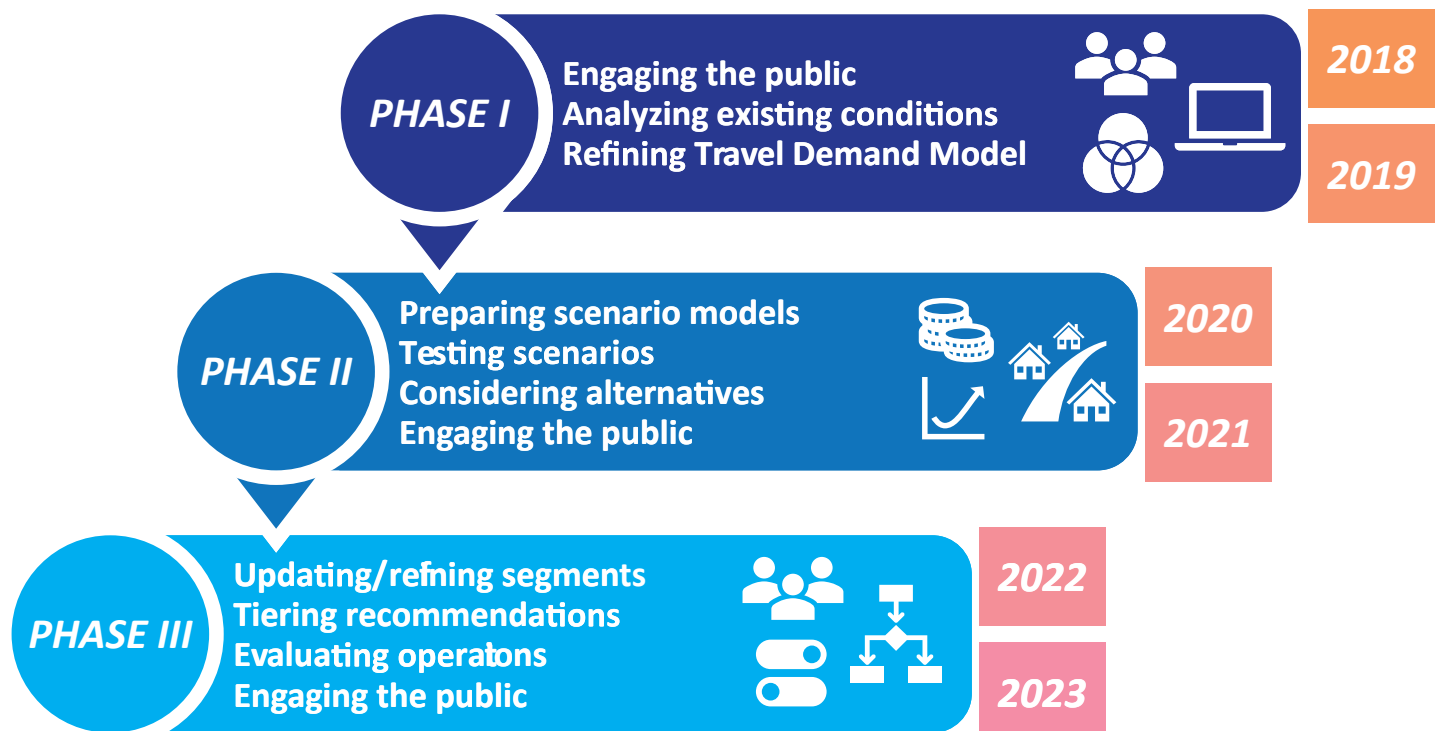 PHASE I
Engaging the public
Analyzing existing conditions
Refining Travel Demand Model
2018
2019
PHASE II
Preparing scenario models
Testing scenarios
Considering alternatives
Engaging the public
2020
2021
PHASE III
Updating/refining segments
Tiering recommendations
Evaluating operations
Engaging the public
2022
2023